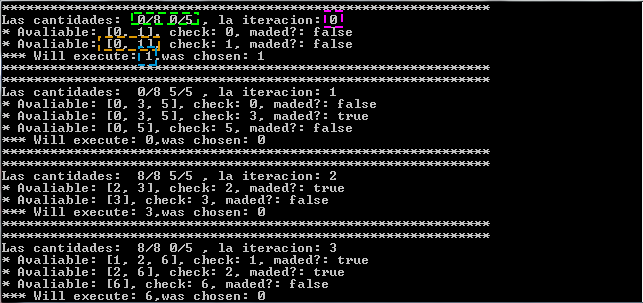 *************************************************************
Las cantidades:  0/8 0/5 , la iteracion: 0
* Avaliable: [0, 1], check: 0, maded?: false
* Avaliable: [0, 1], check: 1, maded?: false
*** Will execute: 1,was chosen: 1
*************************************************************
*************************************************************
Las cantidades:  0/8 5/5 , la iteracion: 1
* Avaliable: [0, 3, 5], check: 0, maded?: false
* Avaliable: [0, 3, 5], check: 3, maded?: true
* Avaliable: [0, 5], check: 5, maded?: false
*** Will execute: 0,was chosen: 0
*************************************************************
*************************************************************
Las cantidades:  8/8 5/5 , la iteracion: 2
* Avaliable: [2, 3], check: 2, maded?: true
* Avaliable: [3], check: 3, maded?: false
*** Will execute: 3,was chosen: 0
*************************************************************
*************************************************************
Las cantidades:  8/8 0/5 , la iteracion: 3
* Avaliable: [1, 2, 6], check: 1, maded?: true
* Avaliable: [2, 6], check: 2, maded?: true
* Avaliable: [6], check: 6, maded?: false
*** Will execute: 6,was chosen: 0